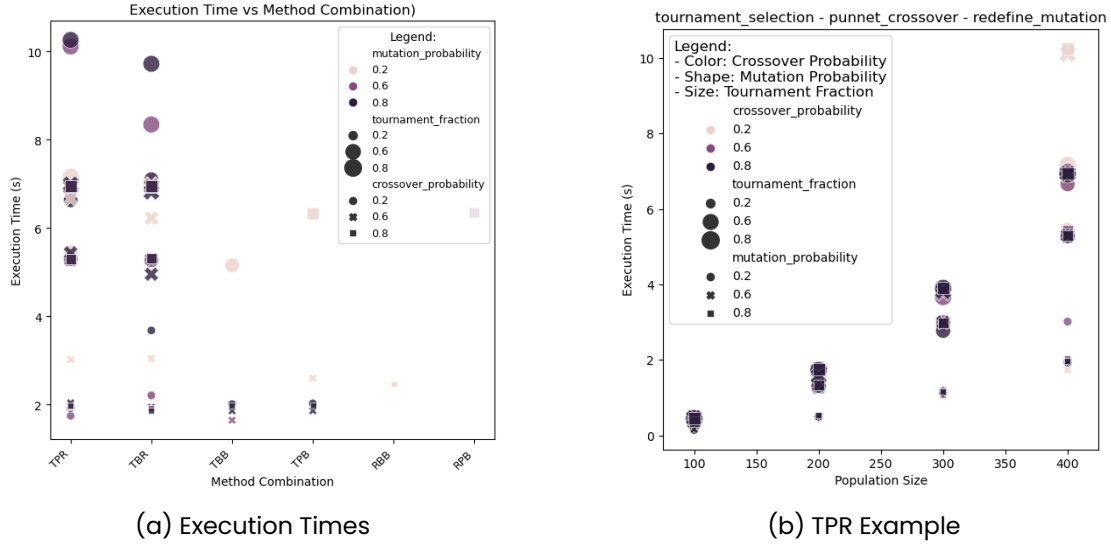 Execution Time vs Method Combination)
Execution Time (s)
10
8
6
4
2
Legend:
mutation_probability
0.2
0.6
0.8
tournament_fraction
0.2
0.6
0.8
crossover_probability
0.2
0.6
0.8
TPR
TBR
TBB
TPB
RBB
RPB
Method Combination
(a) Execution Times
tournament_selection - punnet_crossover - redefine_mutation
Execution Time (s)
10
8
6
4
2
0
Legend:
- Color: Crossover Probability
- Shape: Mutation Probability
- Size: Tournament Fraction
crossover_probability
0.2
0.6
0.8
tournament_fraction
0.2
0.6
0.8
mutation_probability
0.2
0.6
0.8
100
150
200
250
300
350
400
Population Size
(b) TPR Example